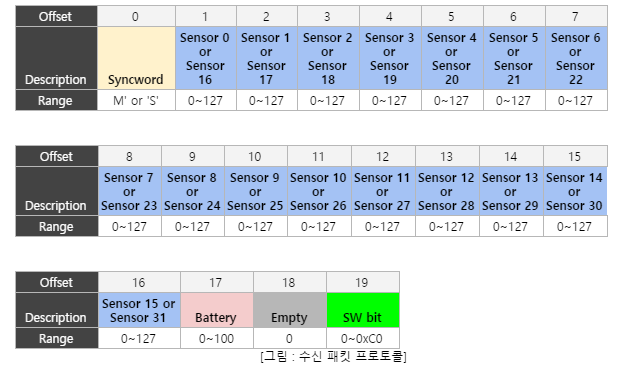 Offset 0 1 2 3 4 5 6 7
Description Syncword Sensor 0 or Sensor 16 Sensor 1 or Sensor 17 Sensor 2 or Sensor 18 Sensor 3 or Sensor 19 Sensor 4 or Sensor 20 Sensor 5 or Sensor 21 Sensor 6 or Sensor 22
Range M' or 'S' 0~127 0~127 0~127 0~127 0~127 0~127 0~127
Offset 8 9 10 11 12 13 14 15
Description Sensor 7 or Sensor 23 Sensor 8 or Sensor 24 Sensor 9 or Sensor 25 Sensor 10 or Sensor 26 Sensor 11 or Sensor 27 Sensor 12 or Sensor 28 Sensor 13 or Sensor 29 Sensor 14 or Sensor 30
Range 0~127 0~127 0~127 0~127 0~127 0~127 0~127 0~127
Offset 16 17 18 19
Description Sensor 15 or Sensor 31 Battery Empty SW bit
Range 0~127 0~100 0 0~0xC0
[그림 : 수신 패킷 프로토콜]